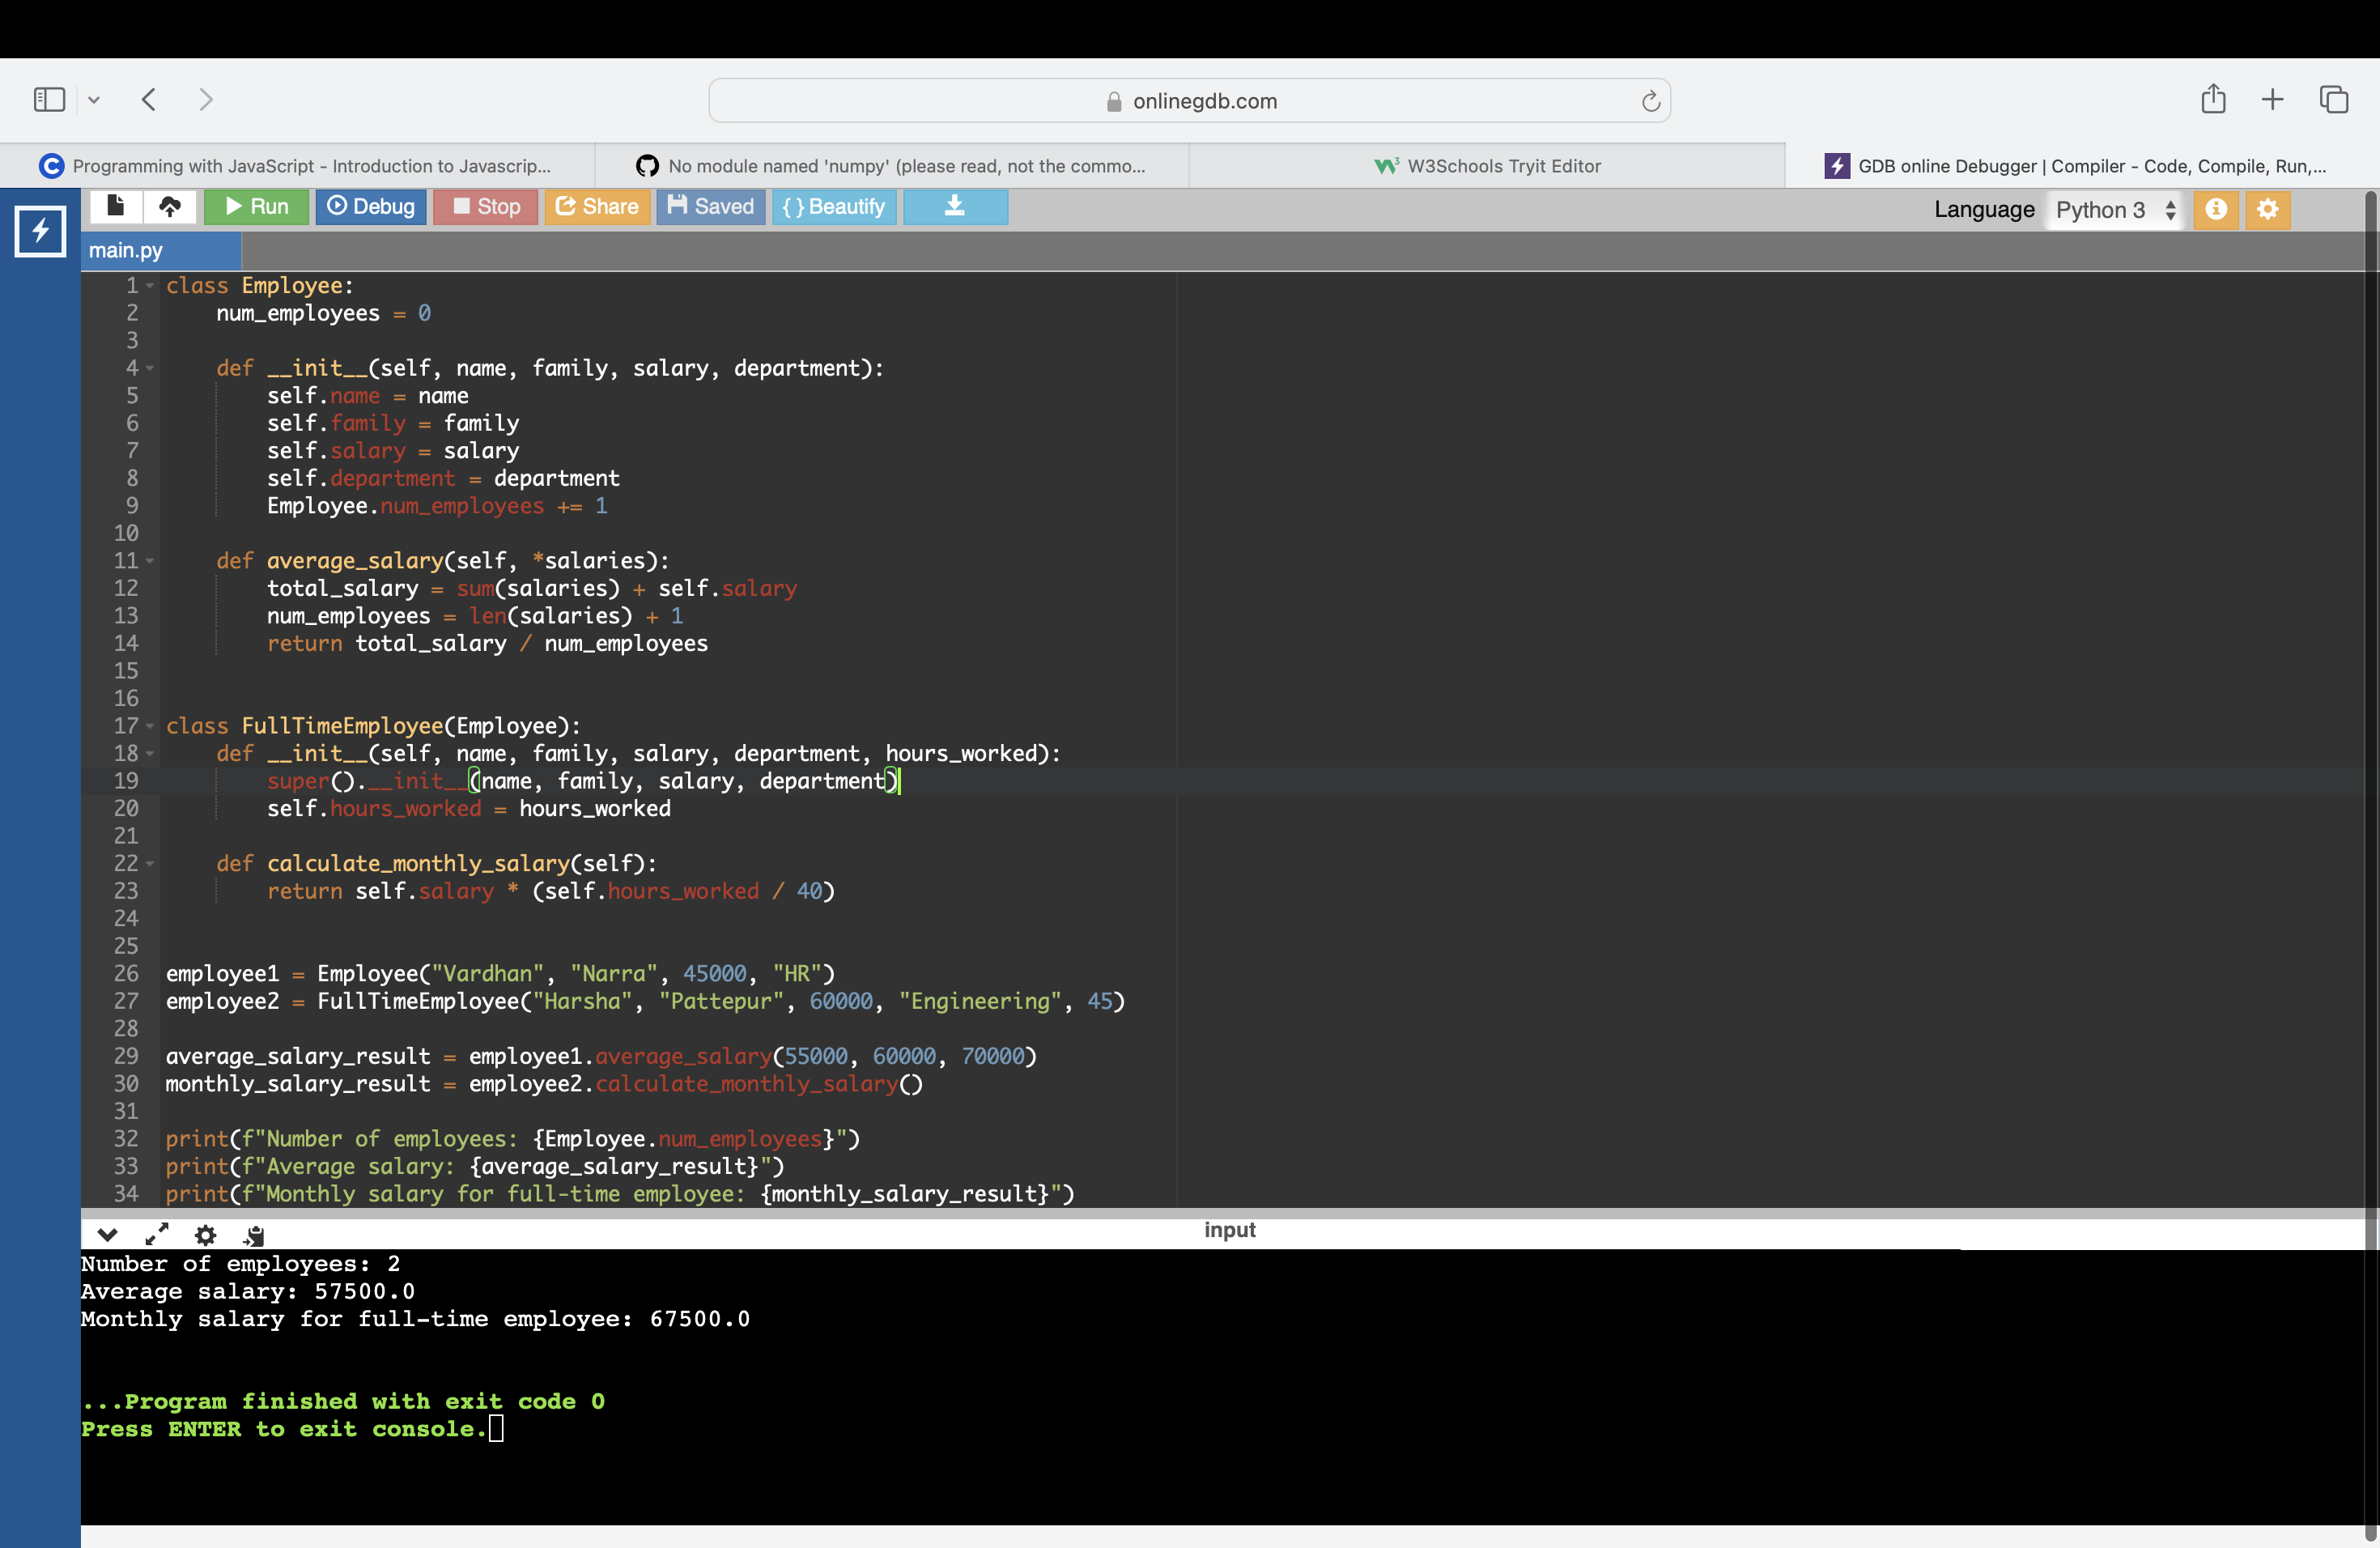 onlinegdb.com
Programming with JavaScript - Introduction to Javascrip...
No module named 'numpy' (please read, not the commo...
W3Schools Tryit Editor
GDB online Debugger | Compiler - Code, Compile, Run,...
Run Debug Stop Share Saved {} Beautify Language Python 3
main.py
1 class Employee:
2     num_employees = 0
3
4     def __init__(self, name, family, salary, department):
5         self.name = name
6         self.family = family
7         self.salary = salary
8         self.department = department
9         Employee.num_employees += 1
10
11     def average_salary(self, *salaries):
12         total_salary = sum(salaries) + self.salary
13         num_employees = len(salaries) + 1
14         return total_salary / num_employees
15
16
17 class FullTimeEmployee(Employee):
18     def __init__(self, name, family, salary, department, hours_worked):
19         super().__init__(name, family, salary, department)
20         self.hours_worked = hours_worked
21
22     def calculate_monthly_salary(self):
23         return self.salary * (self.hours_worked / 40)
24
25
26 employee1 = Employee("Vardhan", "Narra", 45000, "HR")
27 employee2 = FullTimeEmployee("Harsha", "Pattepur", 60000, "Engineering", 45)
28
29 average_salary_result = employee1.average_salary(55000, 60000, 70000)
30 monthly_salary_result = employee2.calculate_monthly_salary()
31
32 print(f"Number of employees: {Employee.num_employees}")
33 print(f"Average salary: {average_salary_result}")
34 print(f"Monthly salary for full-time employee: {monthly_salary_result}")
input
Number of employees: 2
Average salary: 57500.0
Monthly salary for full-time employee: 67500.0
...Program finished with exit code 0
Press ENTER to exit console.